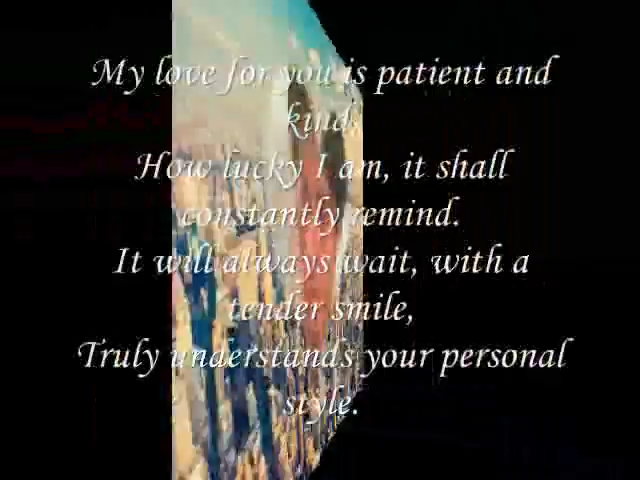 My love for you is patient and
kind.
How lucky I am, it shall
constantly remind.
It will always wait, with a
tender smile,
Truly understands your personal
style.